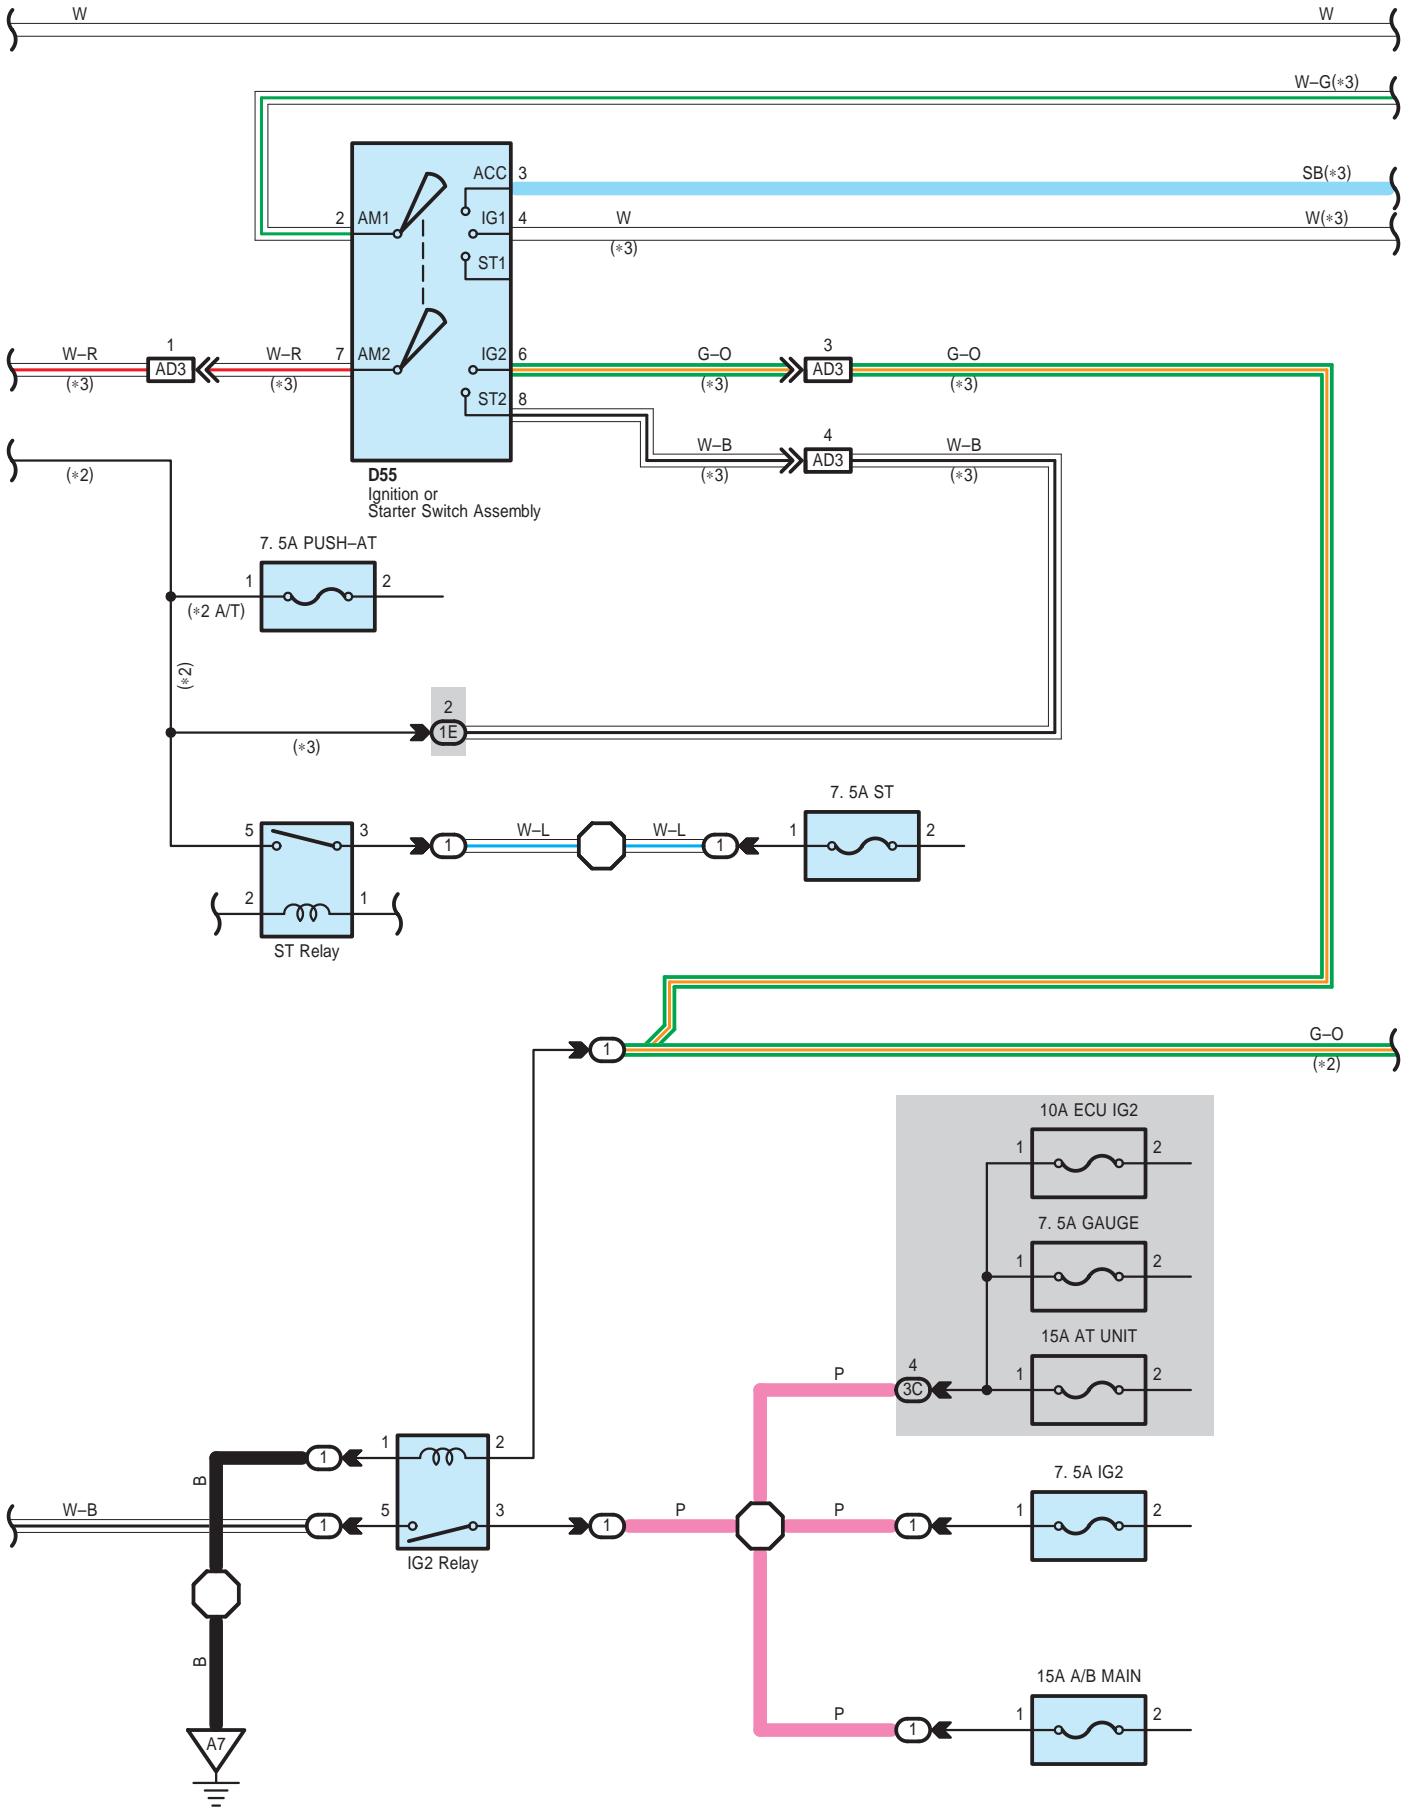 W W
W–G(∗3)
ACC 3 SB(∗3)
2 AM1 IG1 4 W W(∗3)
(∗3)
ST1
1 3
W–R AD3 W–R 7 AM2 IG2 6 G–O AD3 G–O
(∗3) (∗3) (∗3) (∗3)
ST2 8
4
W–B AD3 W–B
(∗2) (∗3) (∗3)
D55
Ignition or
Starter Switch Assembly
7. 5A PUSH–AT
1 2
(∗2 A/T)
(∗2)
2
1E
(∗3)
7. 5A ST
5 3 1 W–L W–L 1 1 2
2 1
ST Relay
G–O
1
(∗2)
10A ECU IG2
1 2
7. 5A GAUGE
1 2
15A AT UNIT
4
P 3C 1 2
1 1 2
B
7. 5A IG2
W–B 1 5 3 1 P P 1 1 2
IG2 Relay
B
15A A/B MAIN
P 1 1 2
A7